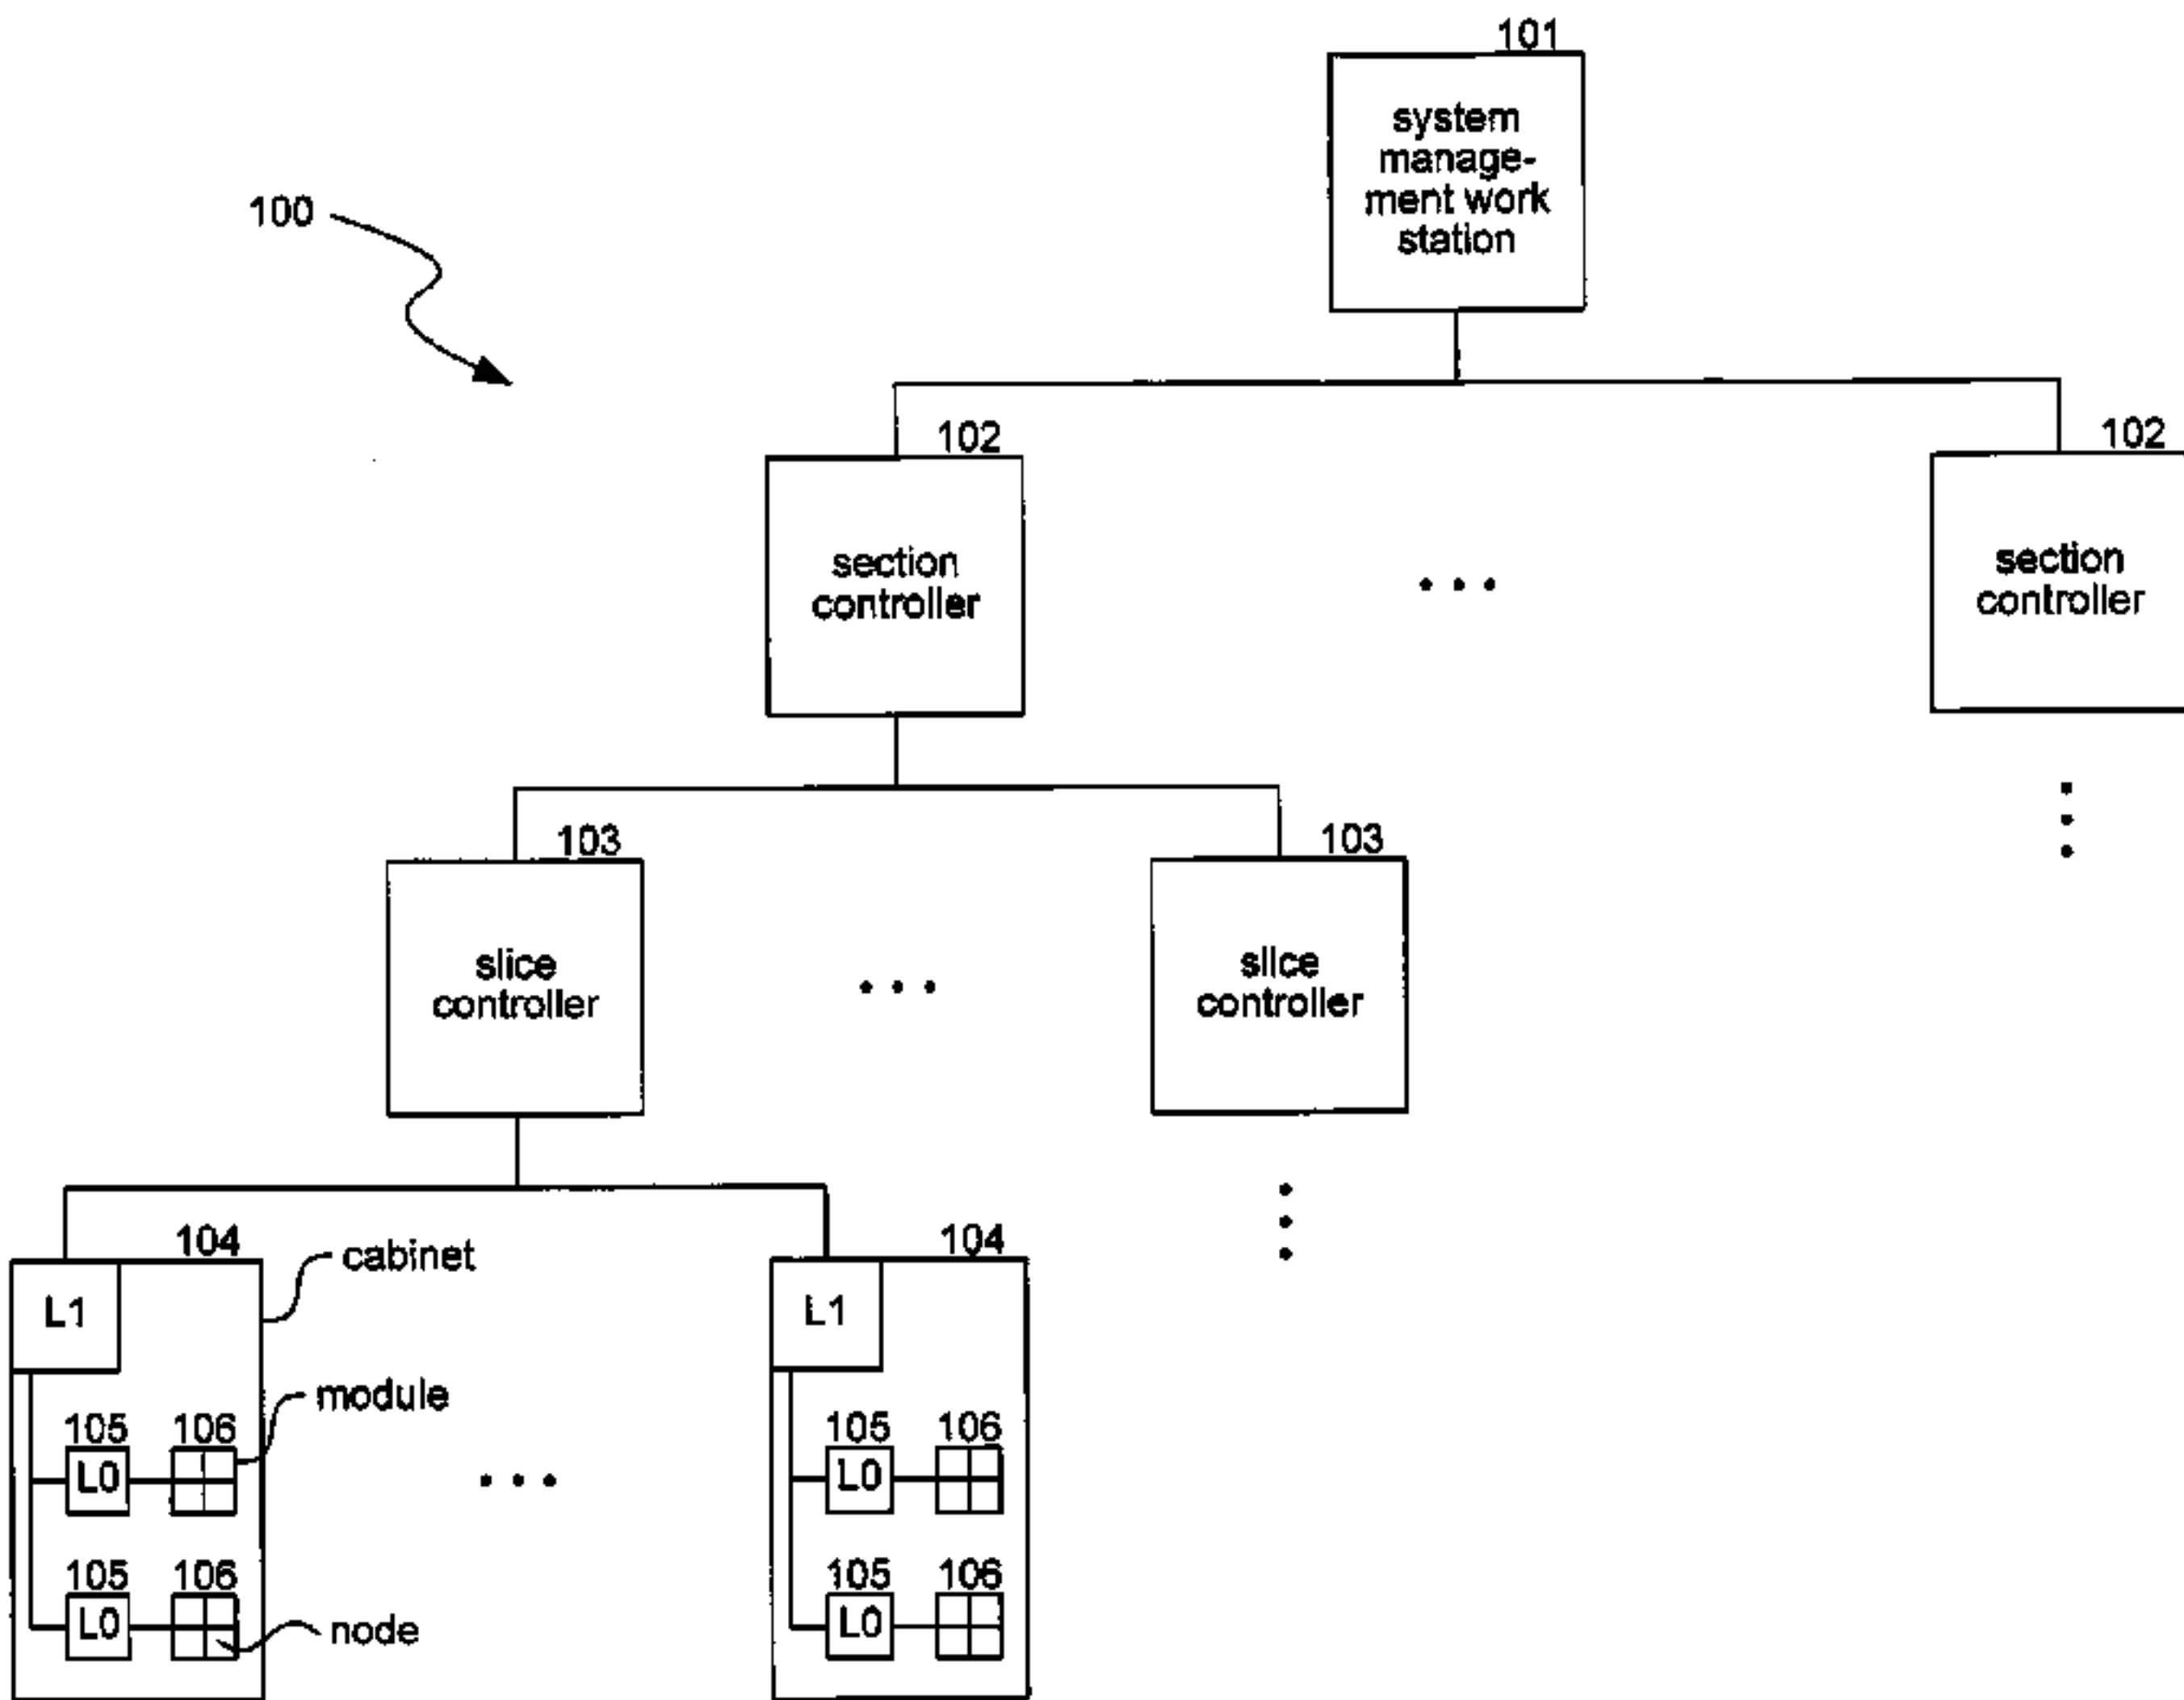 101
system
manage-
ment work
station
100
102
102
section
controller
section
controller
103
103
slice
controller
slice
controller
104
cabinet
104
L1
L1
module
105
106
105
106
L0
L0
105
106
105
106
L0
L0
node